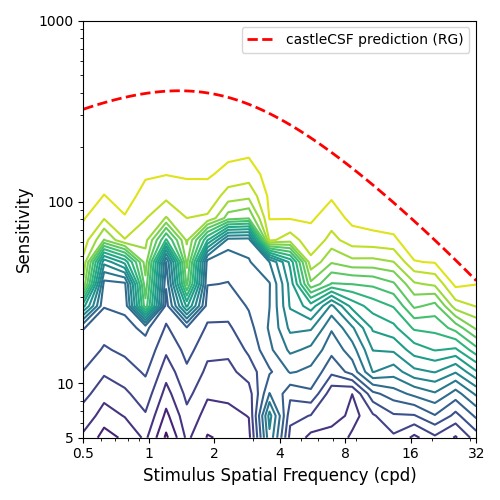 1000
castleCSF prediction (RG)
100
10
5
Sensitivity
0.5 1 2 4 8 16 32
Stimulus Spatial Frequency (cpd)